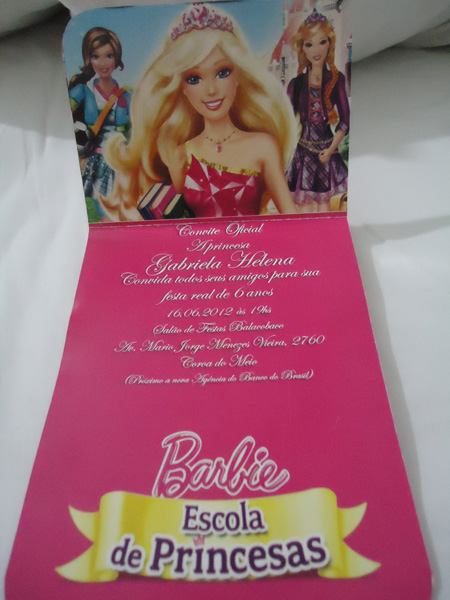 Convite Oficial
A princesa
Gabriela Helena
Convida todos seus amigos para sua
festa real de 6 anos
16.06.2012 às 19hs
Salão de Festas Balacobaco
Av. Mario Jorge Menezes Vieira, 2760
Coroa do Meio
(Próximo a nova Agência do Banco do Brasil)
Barbie
Escola
de Princesas